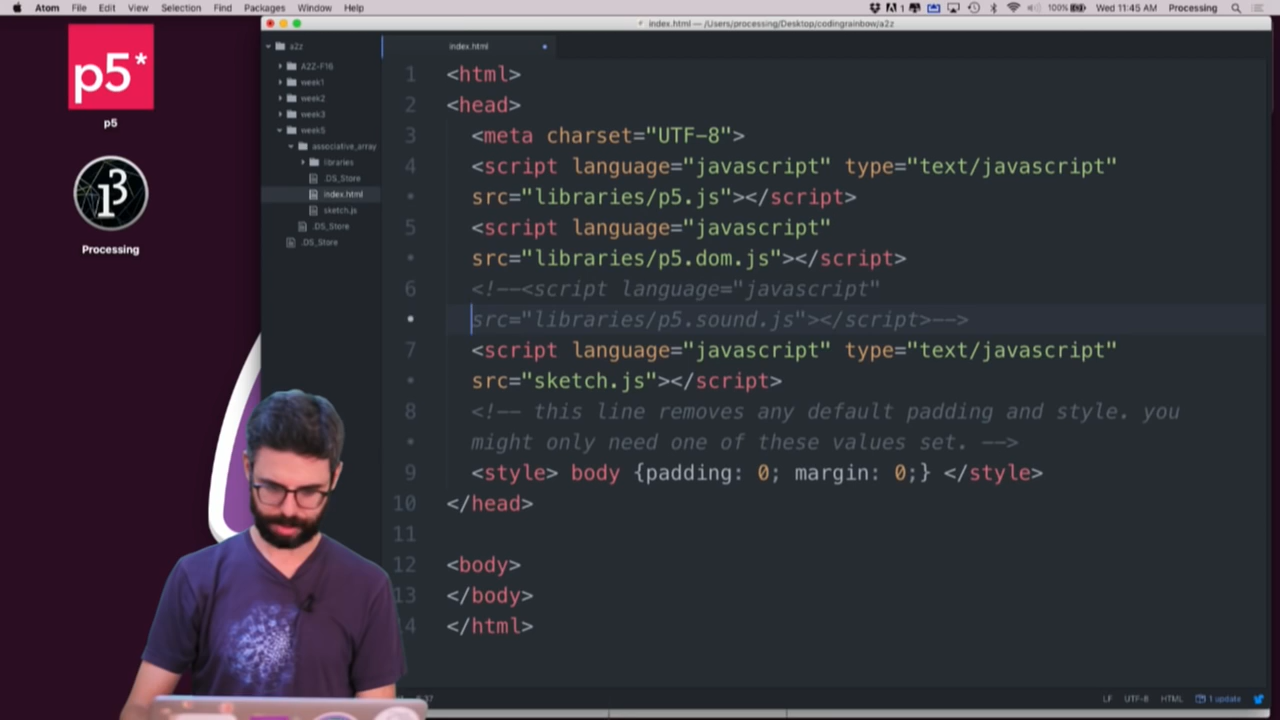 Atom File Edit View Selection Find Packages Window Help 1 100% Wed 11:45 AM Processing
index.html — /Users/processing/Desktop/codingrainbow/a2z
p5*
p5
Processing
a2z
A2Z-F16
week1
week2
week3
week5
associative_array
libraries
.DS_Store
index.html
sketch.js
.DS_Store
.DS_Store
index.html
1 <html>
2 <head>
3 <meta charset="UTF-8">
4 <script language="javascript" type="text/javascript"
• src="libraries/p5.js"></script>
5 <script language="javascript"
• src="libraries/p5.dom.js"></script>
6 <!--<script language="javascript"
• src="libraries/p5.sound.js"></script>-->
7 <script language="javascript" type="text/javascript"
• src="sketch.js"></script>
8 <!-- this line removes any default padding and style. you
• might only need one of these values set. -->
9 <style> body {padding: 0; margin: 0;} </style>
10 </head>
11
12 <body>
13 </body>
14 </html>
LF UTF-8 HTML 1 update